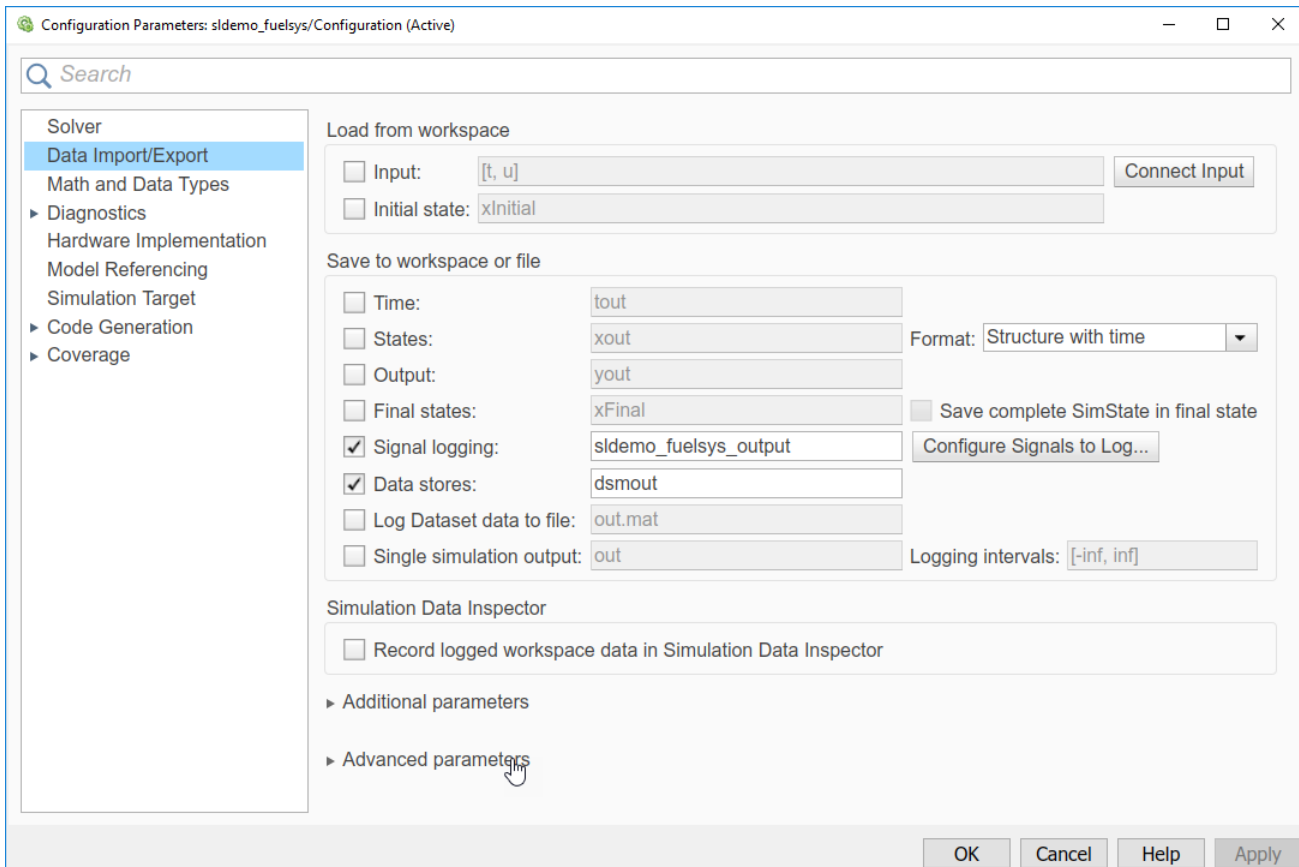 Configuration Parameters: sldemo_fuelsys/Configuration (Active)
Search
Solver
Data Import/Export
Math and Data Types
Diagnostics
Hardware Implementation
Model Referencing
Simulation Target
Code Generation
Coverage
Load from workspace
Input: [t, u] Connect Input
Initial state: xInitial
Save to workspace or file
Time: tout
States: xout Format: Structure with time
Output: yout
Final states: xFinal Save complete SimState in final state
Signal logging: sldemo_fuelsys_output Configure Signals to Log...
Data stores: dsmout
Log Dataset data to file: out.mat
Single simulation output: out Logging intervals: [-inf, inf]
Simulation Data Inspector
Record logged workspace data in Simulation Data Inspector
Additional parameters
Advanced parameters
OK Cancel Help Apply